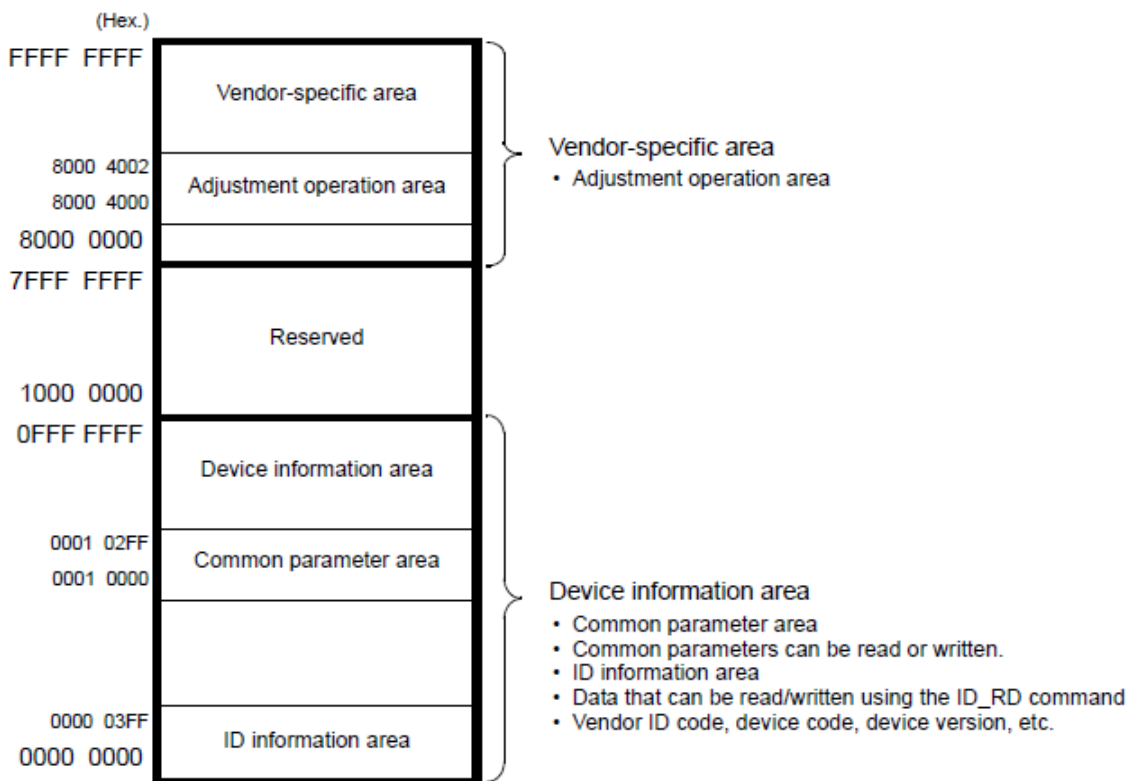 (Hex.)
FFFF FFFF
Vendor-specific area
8000 4002
Adjustment operation area
8000 4000
8000 0000
7FFF FFFF
Reserved
1000 0000
0FFF FFFF
Device information area
0001 02FF
Common parameter area
0001 0000
0000 03FF
ID information area
0000 0000
Vendor-specific area
• Adjustment operation area
Device information area
• Common parameter area
• Common parameters can be read or written.
• ID information area
• Data that can be read/written using the ID_RD command
• Vendor ID code, device code, device version, etc.